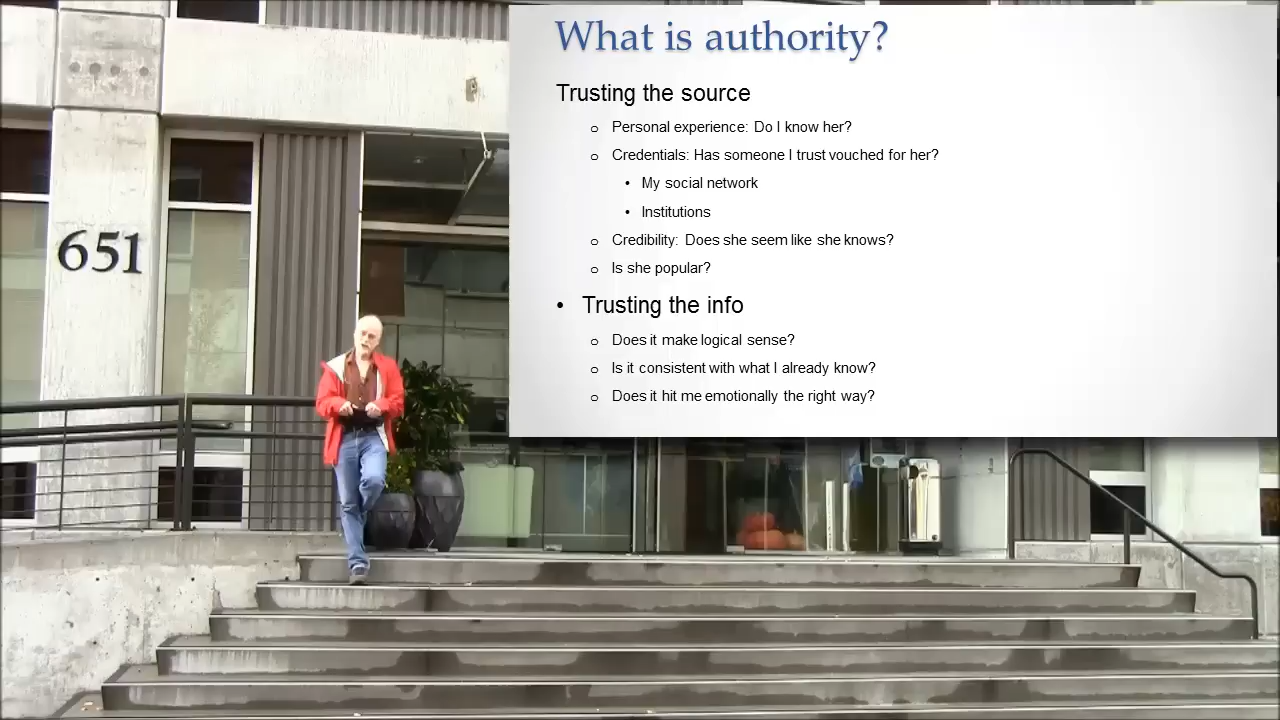 What is authority?
Trusting the source
o Personal experience: Do I know her?
o Credentials: Has someone I trust vouched for her?
• My social network
• Institutions
o Credibility: Does she seem like she knows?
o Is she popular?
• Trusting the info
o Does it make logical sense?
o Is it consistent with what I already know?
o Does it hit me emotionally the right way?
651